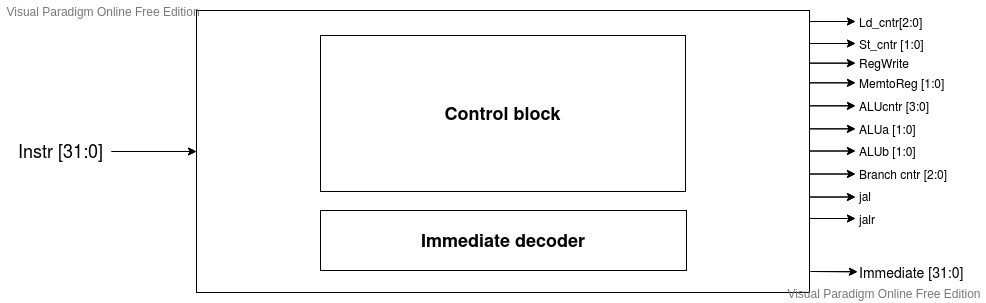 Visual Paradigm Online Free Edition
Ld_cntr[2:0]
St_cntr [1:0]
RegWrite
MemtoReg [1:0]
ALUcntr [3:0]
Control block
ALUa [1:0]
Instr [31:0]
ALUb [1:0]
Branch cntr [2:0]
jal
jalr
Immediate decoder
Immediate [31:0]
Visual Paradigm Online Free Edition